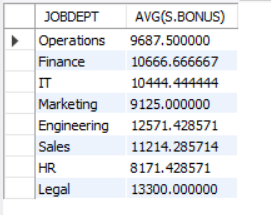 JOBDEPT AVG(S.BONUS)
Operations 9687.500000
Finance 10666.666667
IT 10444.444444
Marketing 9125.000000
Engineering 12571.428571
Sales 11214.285714
HR 8171.428571
Legal 13300.000000